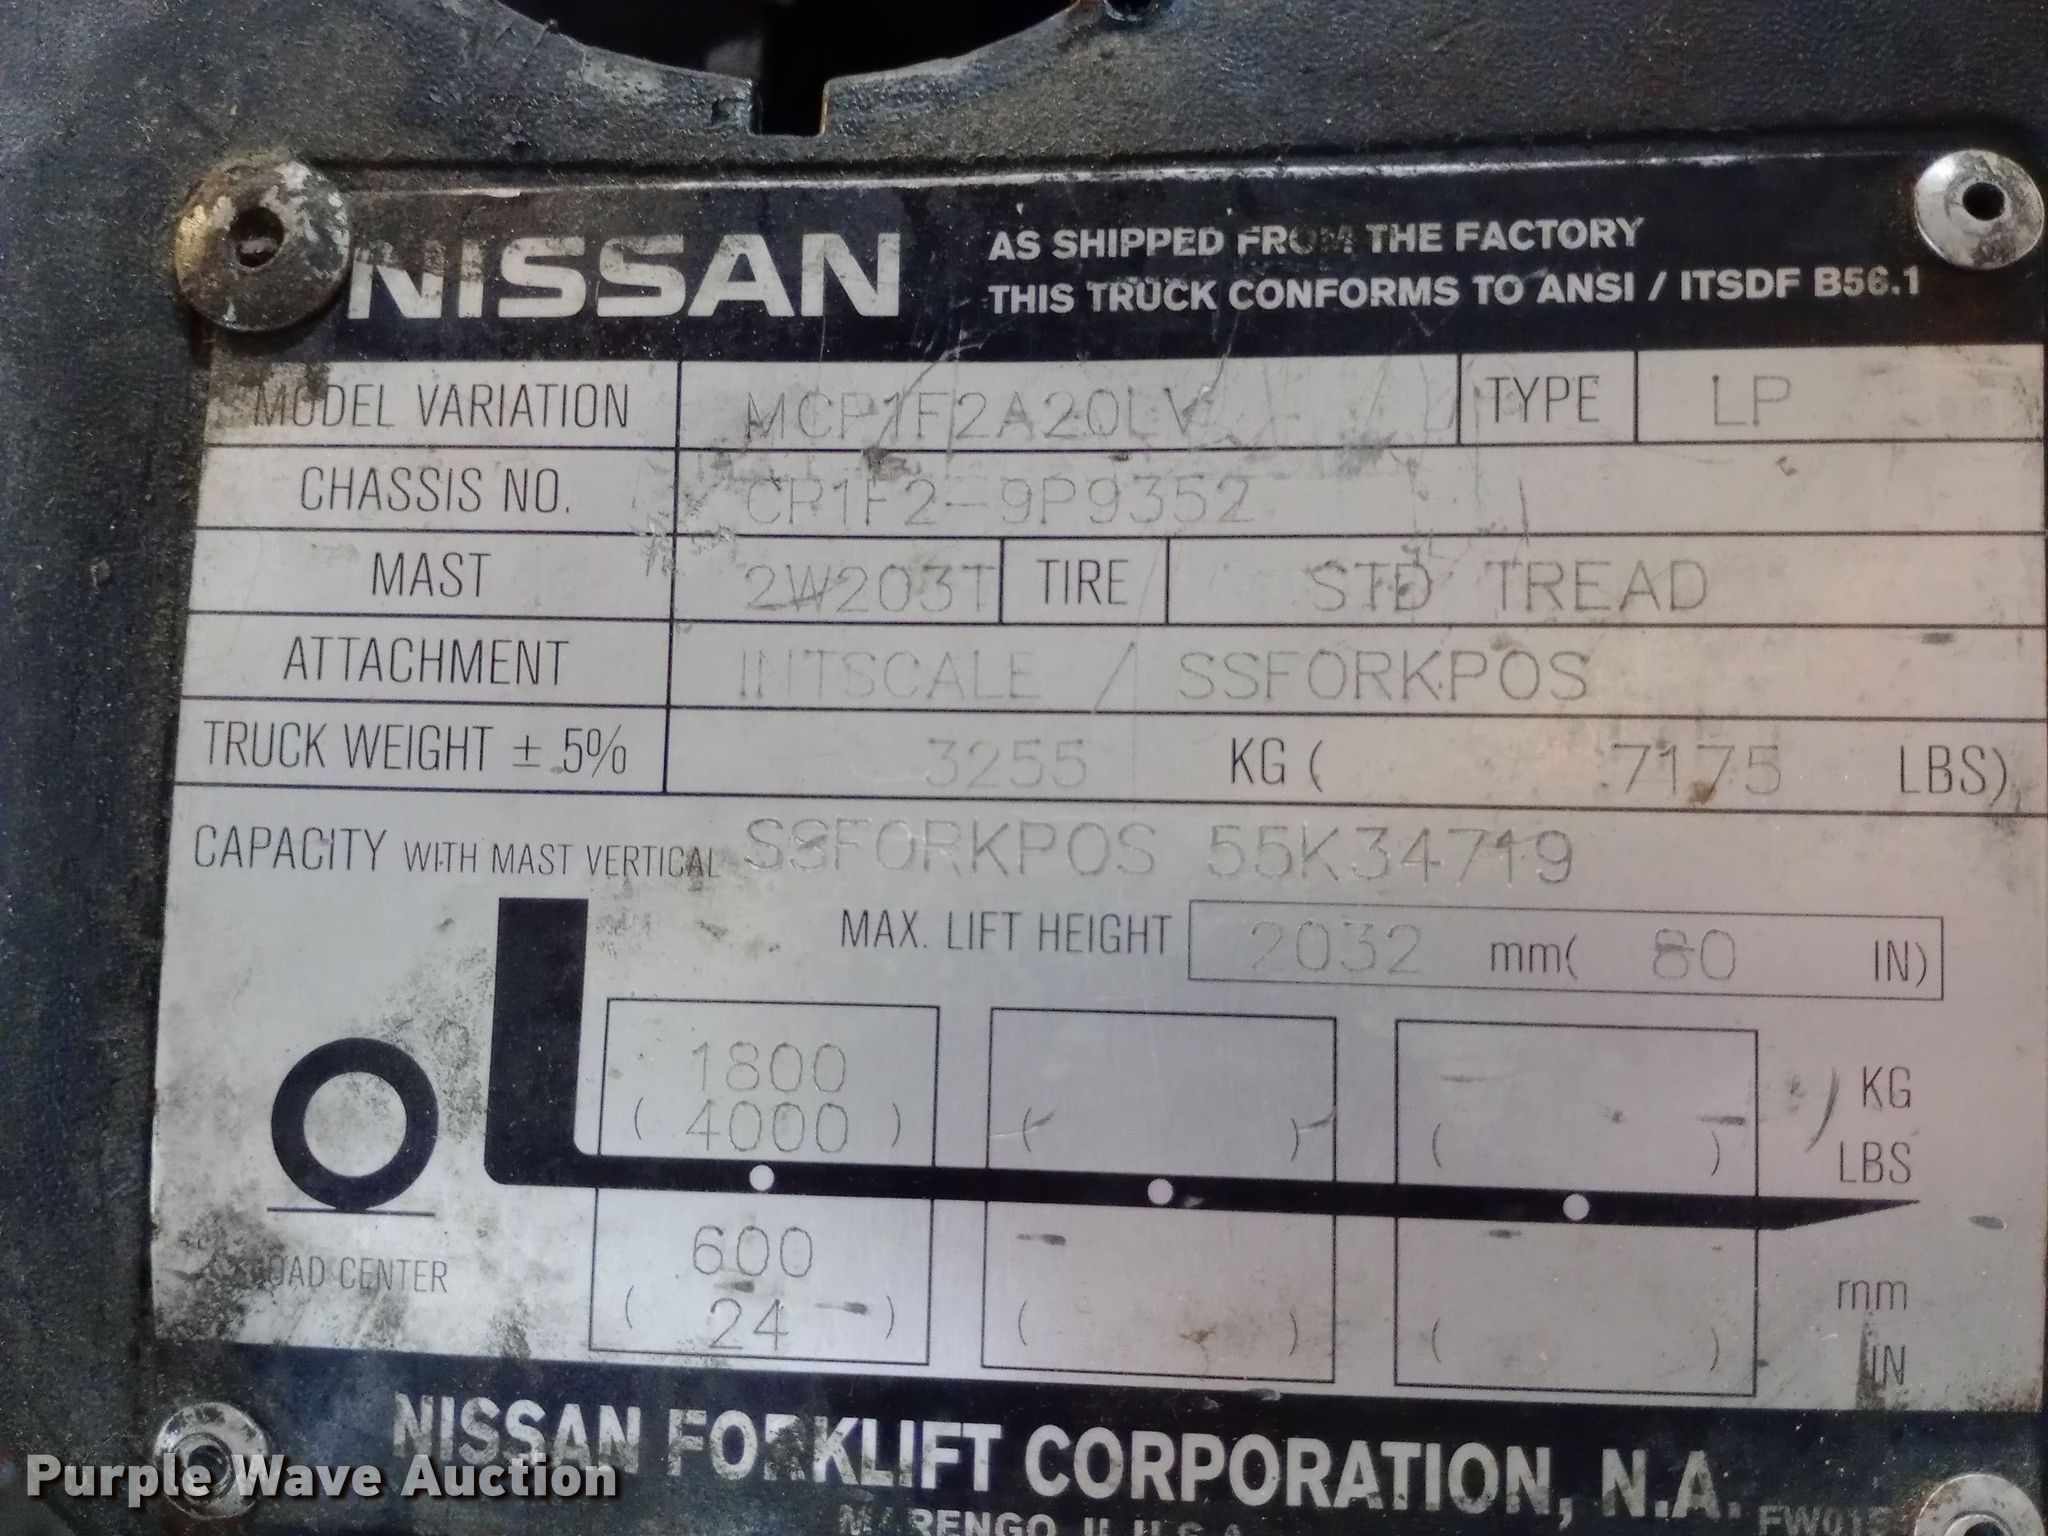 NISSAN
AS SHIPPED FROM THE FACTORY
THIS TRUCK CONFORMS TO ANSI / ITSDF B56.1
MODEL VARIATION MCP1F2A20LV TYPE LP
CHASSIS NO. CP1F2-9P9352
MAST 2W203T TIRE STD TREAD
ATTACHMENT INTSCALE / SSFORKPOS
TRUCK WEIGHT ± 5% 3255 KG ( 7175 LBS)
CAPACITY WITH MAST VERTICAL SSFORKPOS 55K34719
MAX. LIFT HEIGHT 2032 mm( 80 IN)
1800 KG
( 4000 ) ( ) ( ) LBS
600 mm
( 24 ) ( ) ( ) IN
LOAD CENTER
NISSAN FORKLIFT CORPORATION, N.A.
MARENGO, IL U.S.A.
Purple Wave Auction